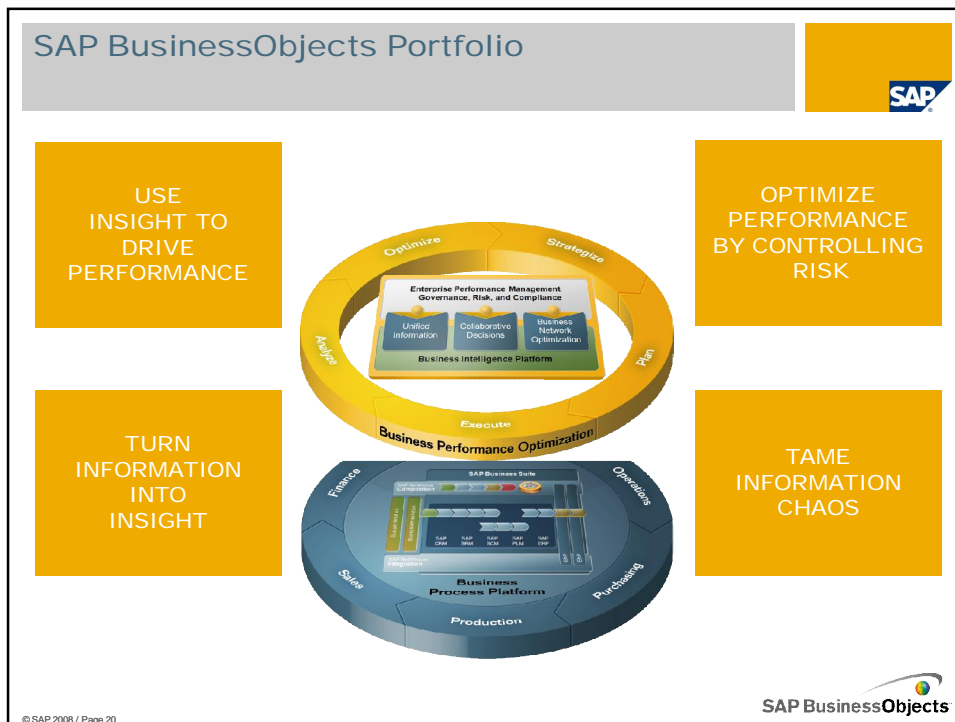 SAP BusinessObjects Portfolio
SAP
USE
INSIGHT TO
DRIVE
PERFORMANCE
OPTIMIZE
PERFORMANCE
BY CONTROLLING
RISK
Optimize
Strategize
Enterprise Performance Management
Governance, Risk, and Compliance
Unified
Information
Collaborative
Decisions
Business
Network
Optimization
Business Intelligence Platform
Analyze
Plan
Execute
Business Performance Optimization
TURN
INFORMATION
INTO
INSIGHT
TAME
INFORMATION
CHAOS
Finance
SAP Business Suite
Operations
Composition
SAP
CRM
SAP
SRM
SAP
SCM
SAP
PLM
SAP
ERP
Integration
Sales
Business
Process Platform
Purchasing
Production
SAP BusinessObjects
© SAP 2008 / Page 20